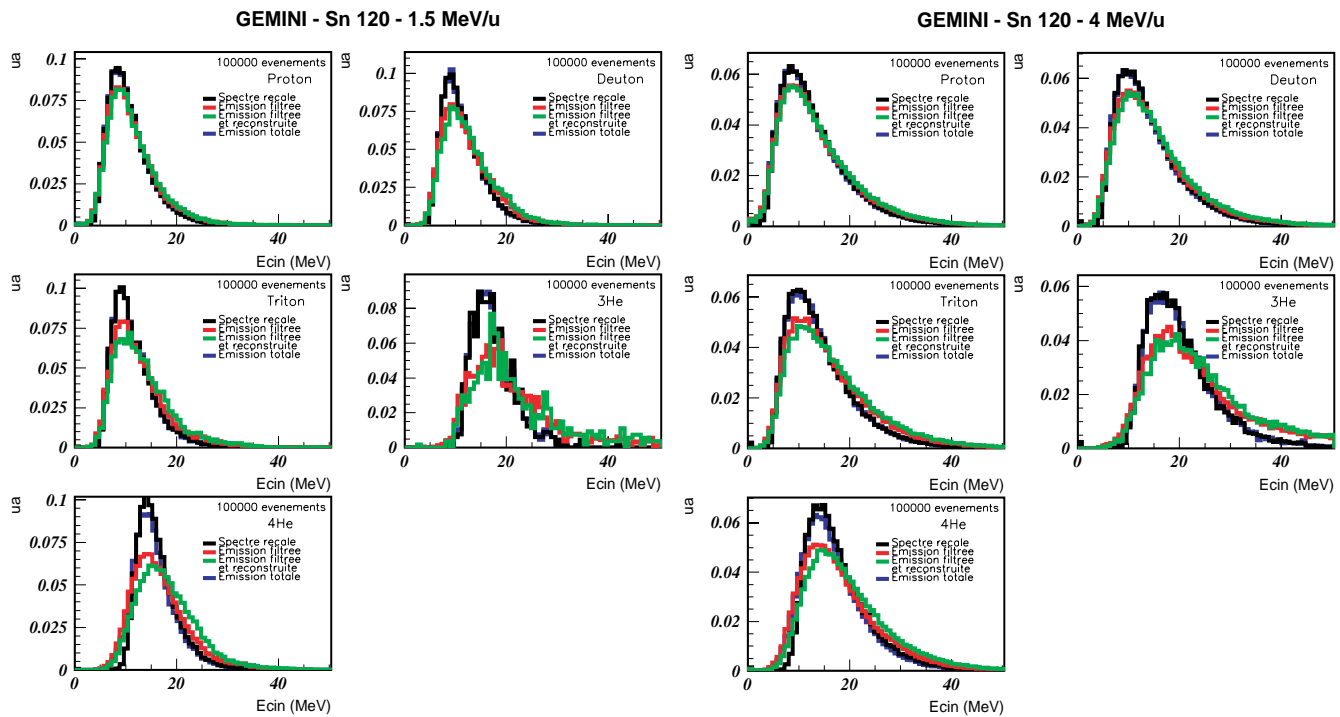 GEMINI - Sn 120 - 1.5 MeV/u
GEMINI - Sn 120 - 4 MeV/u
ua
0.1
0.075
0.05
0.025
0
0 20 40
Ecin (MeV)
100000 evenements
Proton
Spectre recale
Emission filtree
Emission filtree
et reconstruite
Emission totale
ua
0.1
0.075
0.05
0.025
0
0 20 40
Ecin (MeV)
100000 evenements
Deuton
Spectre recale
Emission filtree
Emission filtree
et reconstruite
Emission totale
ua
0.06
0.04
0.02
0
0 20 40
Ecin (MeV)
100000 evenements
Proton
Spectre recale
Emission filtree
Emission filtree
et reconstruite
Emission totale
ua
0.06
0.04
0.02
0
0 20 40
Ecin (MeV)
100000 evenements
Deuton
Spectre recale
Emission filtree
Emission filtree
et reconstruite
Emission totale
ua
0.1
0.075
0.05
0.025
0
0 20 40
Ecin (MeV)
100000 evenements
Triton
Spectre recale
Emission filtree
Emission filtree
et reconstruite
Emission totale
ua
0.08
0.06
0.04
0.02
0
0 20 40
Ecin (MeV)
100000 evenements
3He
Spectre recale
Emission filtree
Emission filtree
et reconstruite
Emission totale
ua
0.06
0.04
0.02
0
0 20 40
Ecin (MeV)
100000 evenements
Triton
Spectre recale
Emission filtree
Emission filtree
et reconstruite
Emission totale
ua
0.06
0.04
0.02
0
0 20 40
Ecin (MeV)
100000 evenements
3He
Spectre recale
Emission filtree
Emission filtree
et reconstruite
Emission totale
ua
0.1
0.075
0.05
0.025
0
0 20 40
Ecin (MeV)
100000 evenements
4He
Spectre recale
Emission filtree
Emission filtree
et reconstruite
Emission totale
ua
0.06
0.04
0.02
0
0 20 40
Ecin (MeV)
100000 evenements
4He
Spectre recale
Emission filtree
Emission filtree
et reconstruite
Emission totale